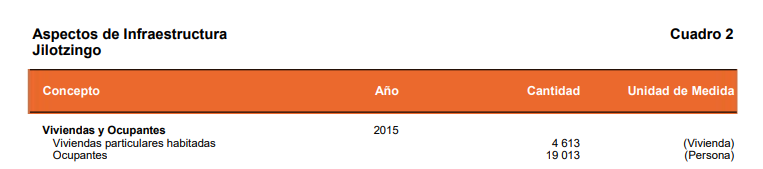 Aspectos de Infraestructura Cuadro 2
Jilotzingo
Concepto Año Cantidad Unidad de Medida
Viviendas y Ocupantes 2015
Viviendas particulares habitadas 4 613 (Vivienda)
Ocupantes 19 013 (Persona)